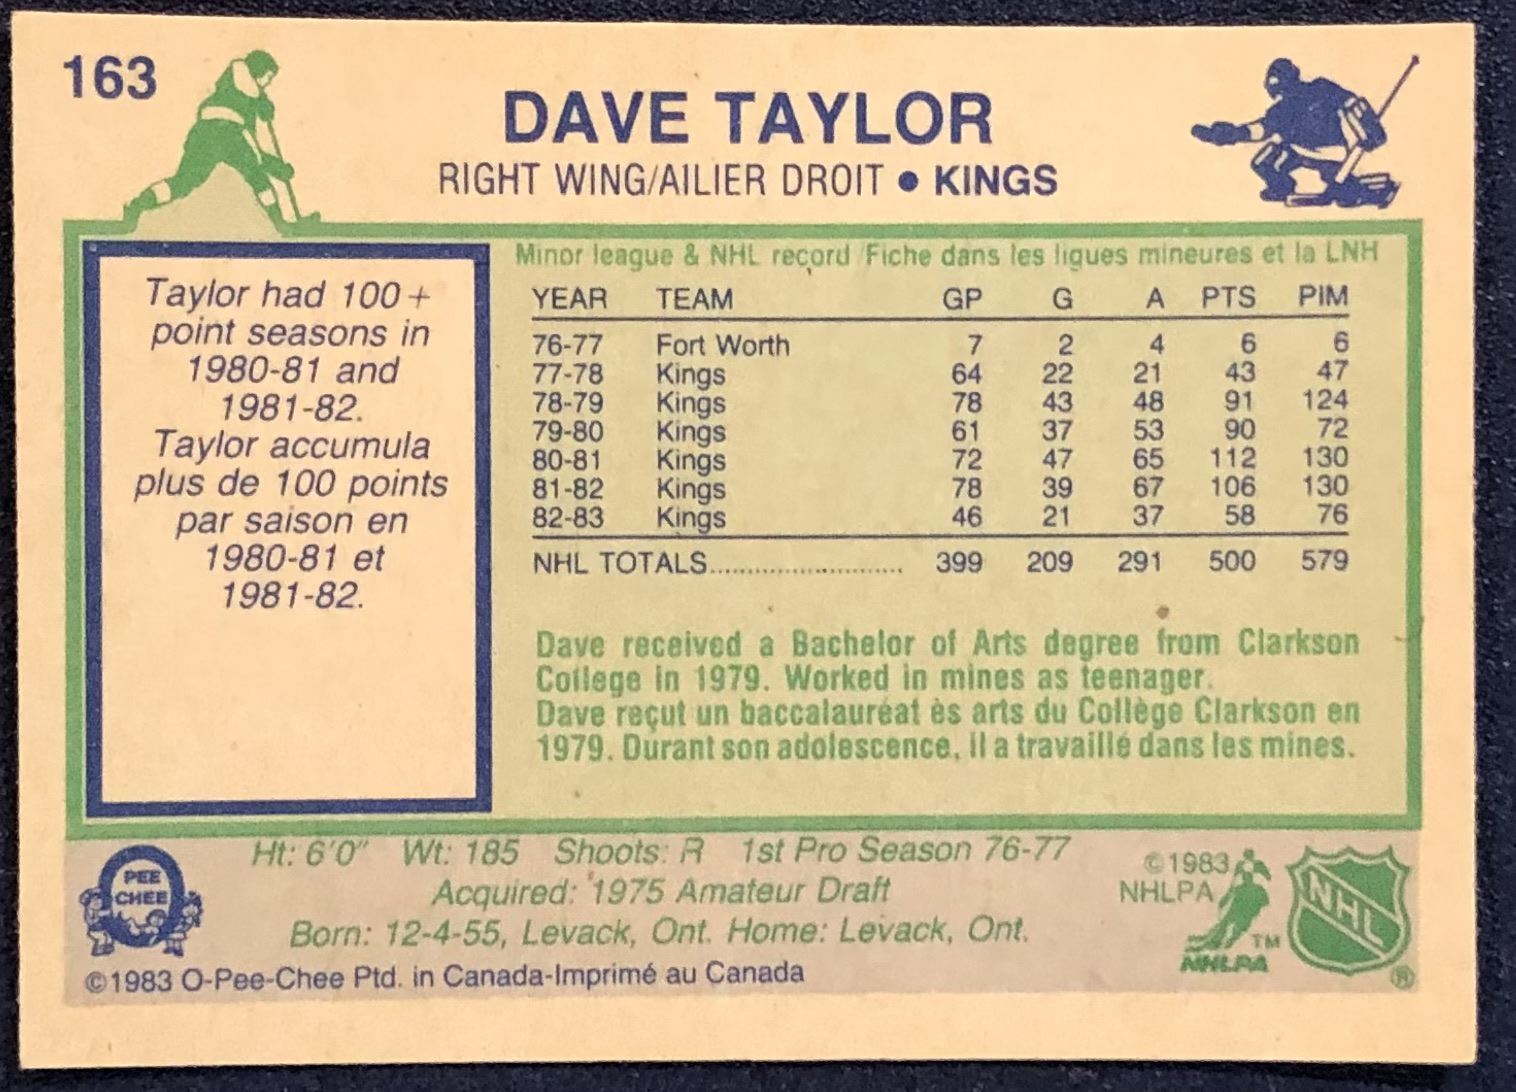 163
DAVE TAYLOR
RIGHT WING/AILIER DROIT • KINGS
Taylor had 100+
point seasons in
1980-81 and
1981-82.
Taylor accumula
plus de 100 points
par saison en
1980-81 et
1981-82.
Minor league & NHL record/Fiche dans les ligues mineures et la LNH
YEAR TEAM GP G A PTS PIM
76-77 Fort Worth 7 2 4 6 6
77-78 Kings 64 22 21 43 47
78-79 Kings 78 43 48 91 124
79-80 Kings 61 37 53 90 72
80-81 Kings 72 47 65 112 130
81-82 Kings 78 39 67 106 130
82-83 Kings 46 21 37 58 76
NHL TOTALS........................... 399 209 291 500 579
Dave received a Bachelor of Arts degree from Clarkson
College in 1979. Worked in mines as teenager.
Dave reçut un baccalauréat ès arts du Collège Clarkson en
1979. Durant son adolescence, il a travaillé dans les mines.
Ht: 6'0" Wt: 185 Shoots: R 1st Pro Season 76-77
Acquired: 1975 Amateur Draft
Born: 12-4-55, Levack, Ont. Home: Levack, Ont.
PEE
CHEE
©1983 O-Pee-Chee Ptd. in Canada-Imprimé au Canada
©1983
NHLPA
TM
NHLPA
NHL
®